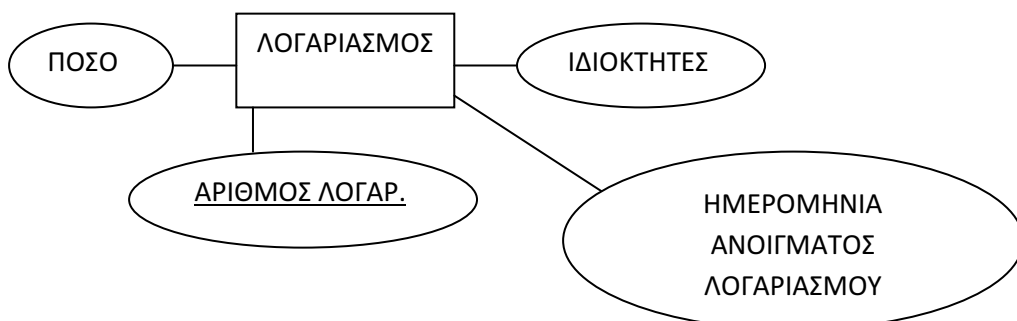 ΠΟΣΟ
ΛΟΓΑΡΙΑΣΜΟΣ
ΙΔΙΟΚΤΗΤΕΣ
ΑΡΙΘΜΟΣ ΛΟΓΑΡ.
ΗΜΕΡΟΜΗΝΙΑ
ΑΝΟΙΓΜΑΤΟΣ
ΛΟΓΑΡΙΑΣΜΟΥ